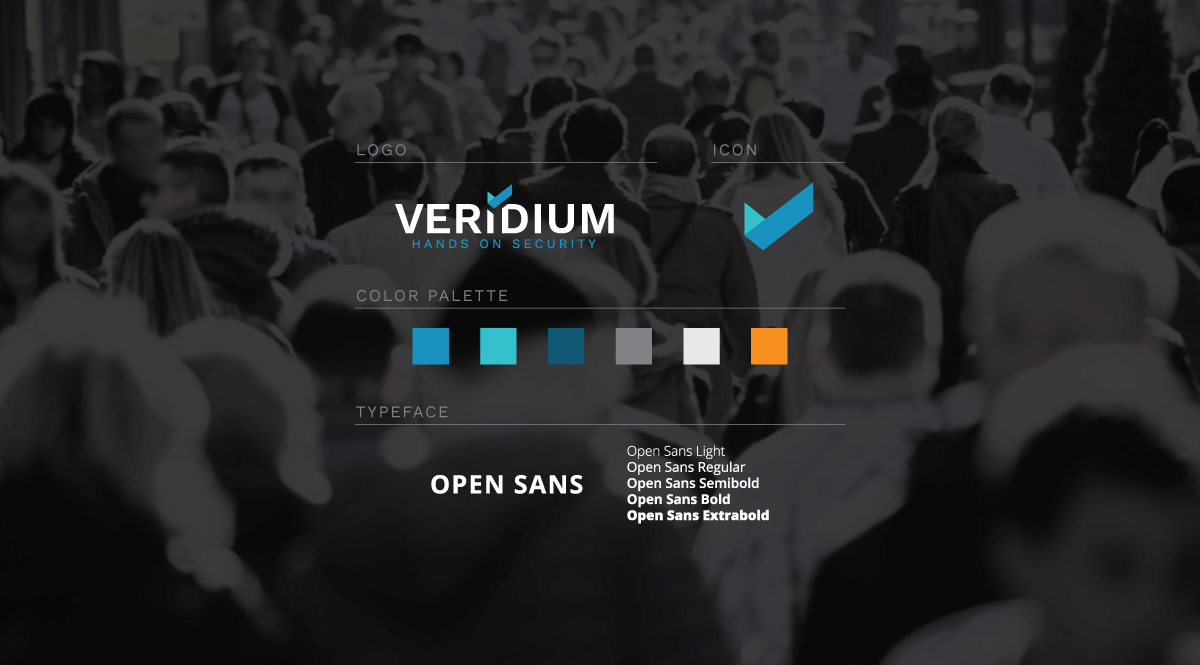 LOGO
ICON
VERIDIUM
HANDS ON SECURITY
COLOR PALETTE
TYPEFACE
OPEN SANS
Open Sans Light
Open Sans Regular
Open Sans Semibold
Open Sans Bold
Open Sans Extrabold